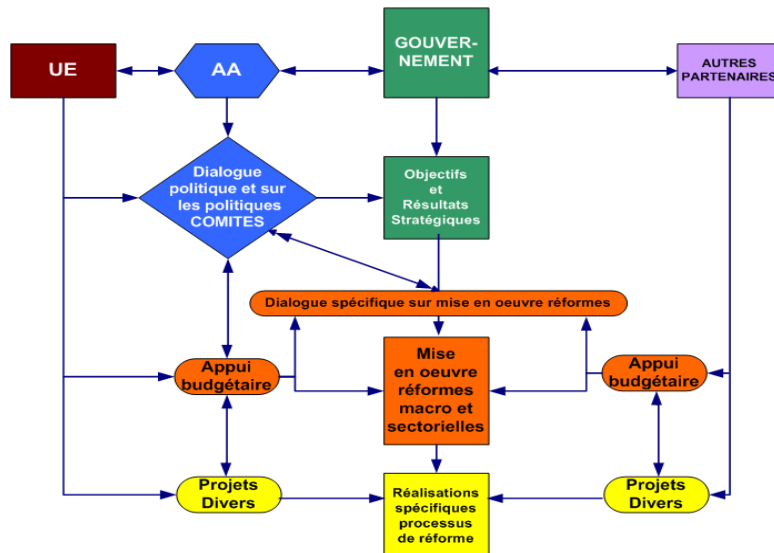 UE
AA
GOUVER-
NEMENT
AUTRES
PARTENAIRES
Dialogue
politique et sur
les politiques
COMITES
Objectifs
et
Résultats
Stratégiques
Dialogue spécifique sur mise en oeuvre réformes
Appui
budgétaire
Mise
en oeuvre
réformes
macro et
sectorielles
Appui
budgétaire
Projets
Divers
Réalisations
spécifiques
processus
de réforme
Projets
Divers